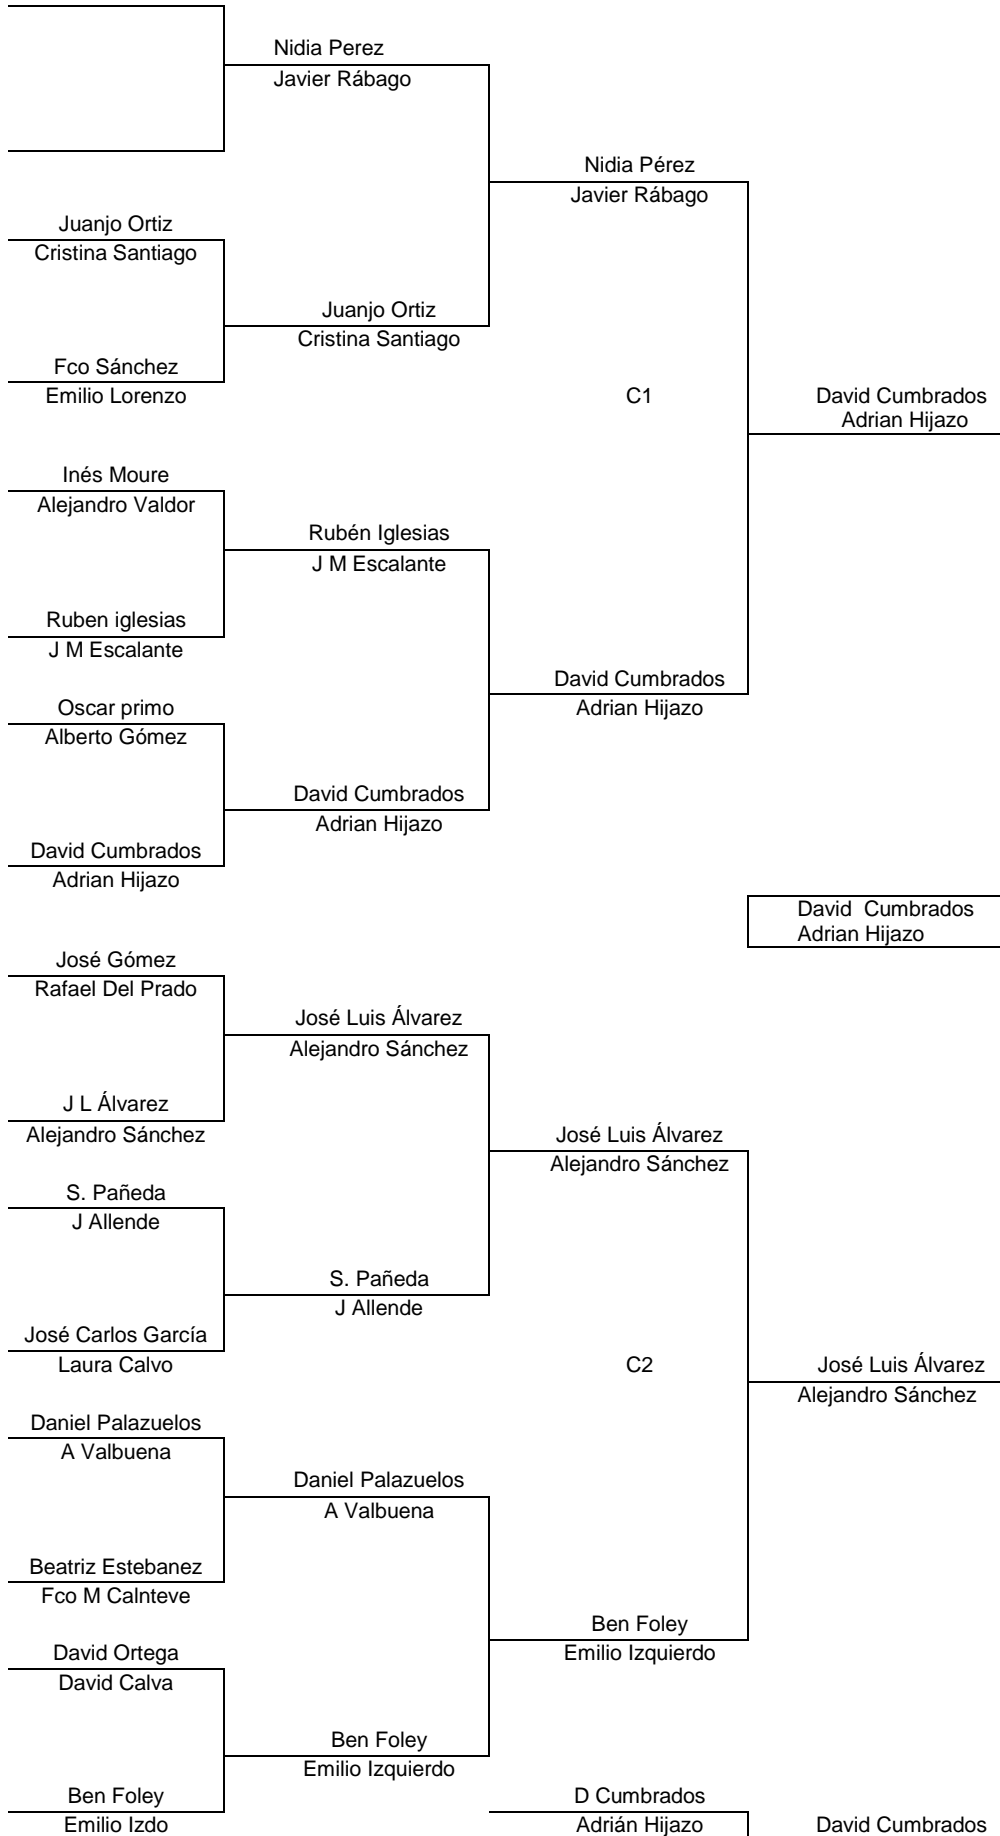 Nidia Perez
Javier Rábago
Nidia Pérez
Javier Rábago
Juanjo Ortiz
Cristina Santiago
Juanjo Ortiz
Cristina Santiago
Fco Sánchez
Emilio Lorenzo
C1
David Cumbrados
Adrian Hijazo
Inés Moure
Alejandro Valdor
Rubén Iglesias
J M Escalante
Ruben iglesias
J M Escalante
David Cumbrados
Adrian Hijazo
Oscar primo
Alberto Gómez
David Cumbrados
Adrian Hijazo
David Cumbrados
Adrian Hijazo
David  Cumbrados
Adrian Hijazo
José Gómez
Rafael Del Prado
José Luis Álvarez
Alejandro Sánchez
J L Álvarez
Alejandro Sánchez
José Luis Álvarez
Alejandro Sánchez
S. Pañeda
J Allende
S. Pañeda
J Allende
José Carlos García
Laura Calvo
C2
José Luis Álvarez
Alejandro Sánchez
Daniel Palazuelos
A Valbuena
Daniel Palazuelos
A Valbuena
Beatriz Estebanez
Fco M Calnteve
Ben Foley
Emilio Izquierdo
David Ortega
David Calva
Ben Foley
Emilio Izquierdo
Ben Foley
Emilio Izdo
D Cumbrados
Adrián Hijazo
David Cumbrados